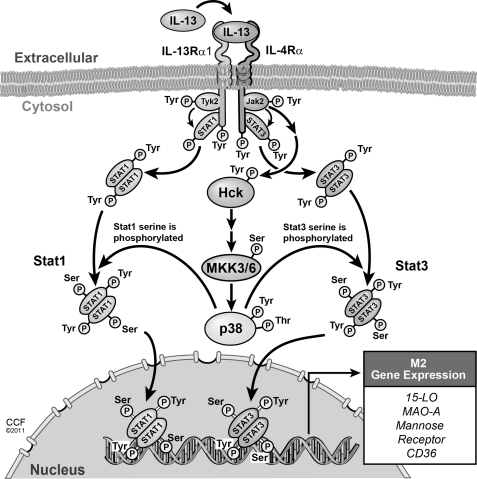 IL-13
IL-13
IL-13Rα1
IL-4Rα
Extracellular
Cytosol
Tyr P Tyk2
Jak2 P Tyr
STAT1
STAT3
P Tyr
P Tyr
P Tyr
Tyr P
STAT1
STAT1
P Tyr
Tyr P
Hck
P Tyr
STAT3
STAT3
Tyr P
Stat1 serine is
phosphorylated
Stat3 serine is
phosphorylated
Ser
P
MKK3/6
Stat1
Stat3
Ser P
P Tyr
STAT1
STAT1
Tyr P
P Ser
p38
P Tyr
P Thr
Ser P
P Tyr
STAT3
STAT3
Tyr P
P Ser
M2
Gene Expression
15-LO
MAO-A
Mannose
Receptor
CD36
Ser P
P Tyr
STAT1
STAT1
Tyr P
P Ser
Ser P
P Tyr
STAT3
STAT3
Tyr P
P Ser
CCF
©2011
Nucleus